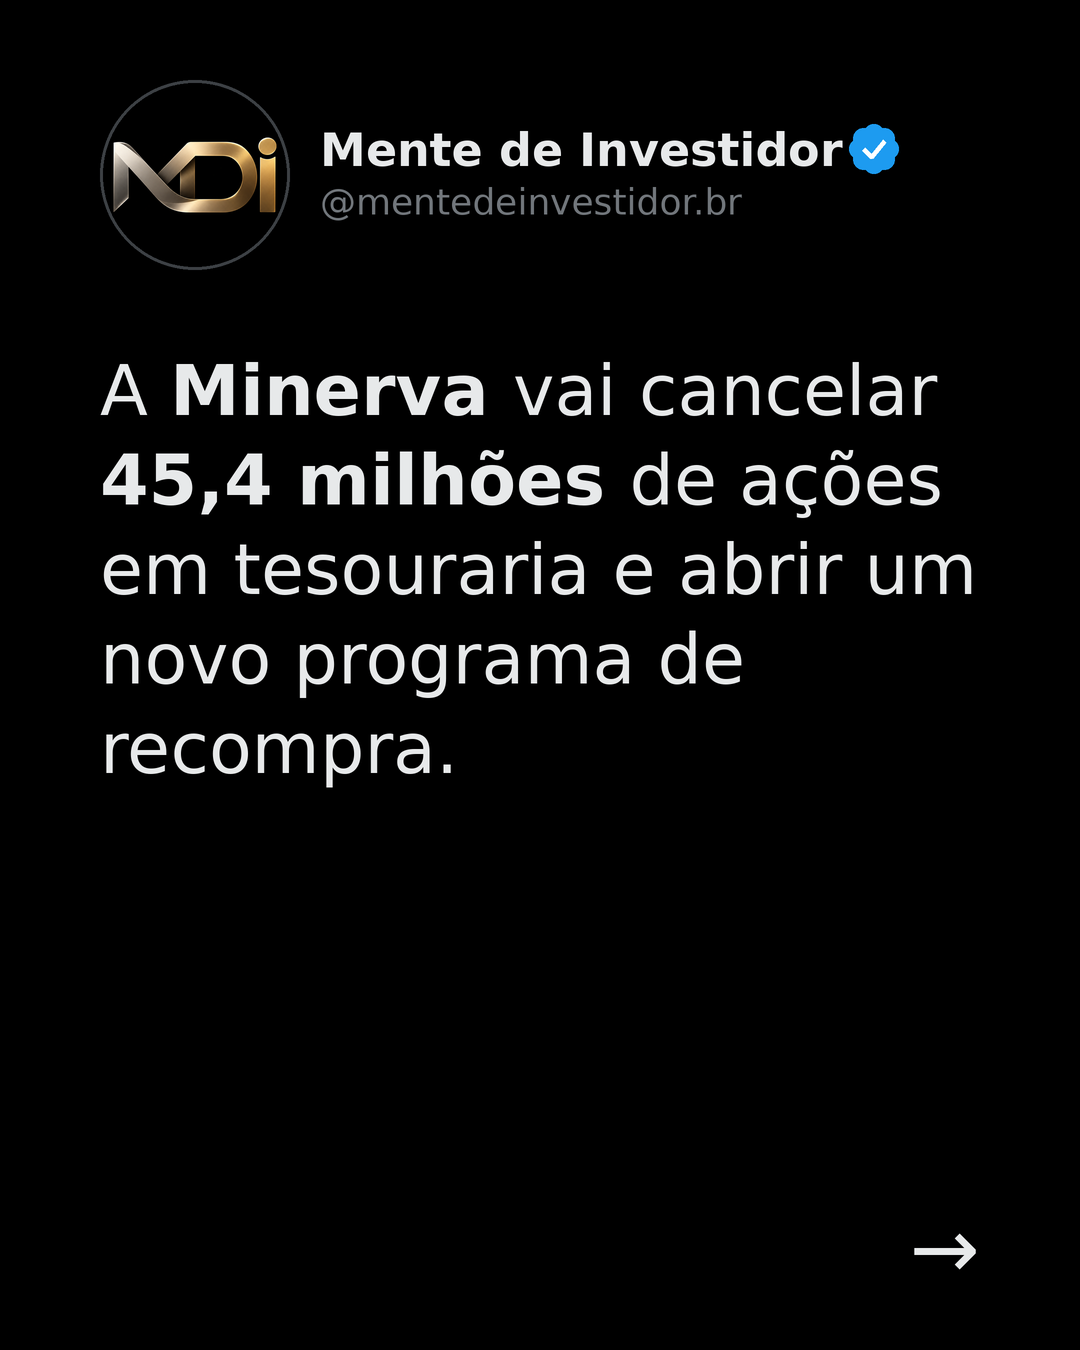 MDi
Mente de Investidor
@mentedeinvestidor.br
A Minerva vai cancelar
45,4 milhões de ações
em tesouraria e abrir um
novo programa de
recompra.
→